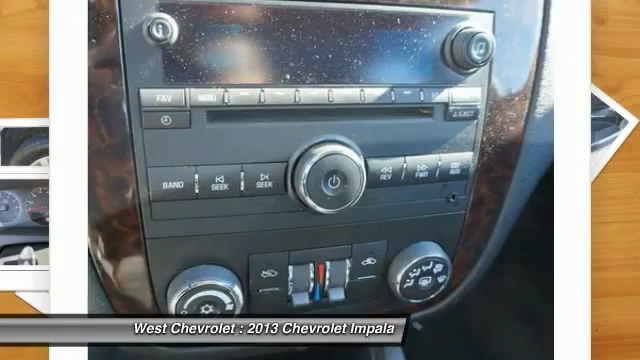 FAV MENU
EJECT
BAND SEEK SEEK REV FWD AUX
West Chevrolet : 2013 Chevrolet Impala